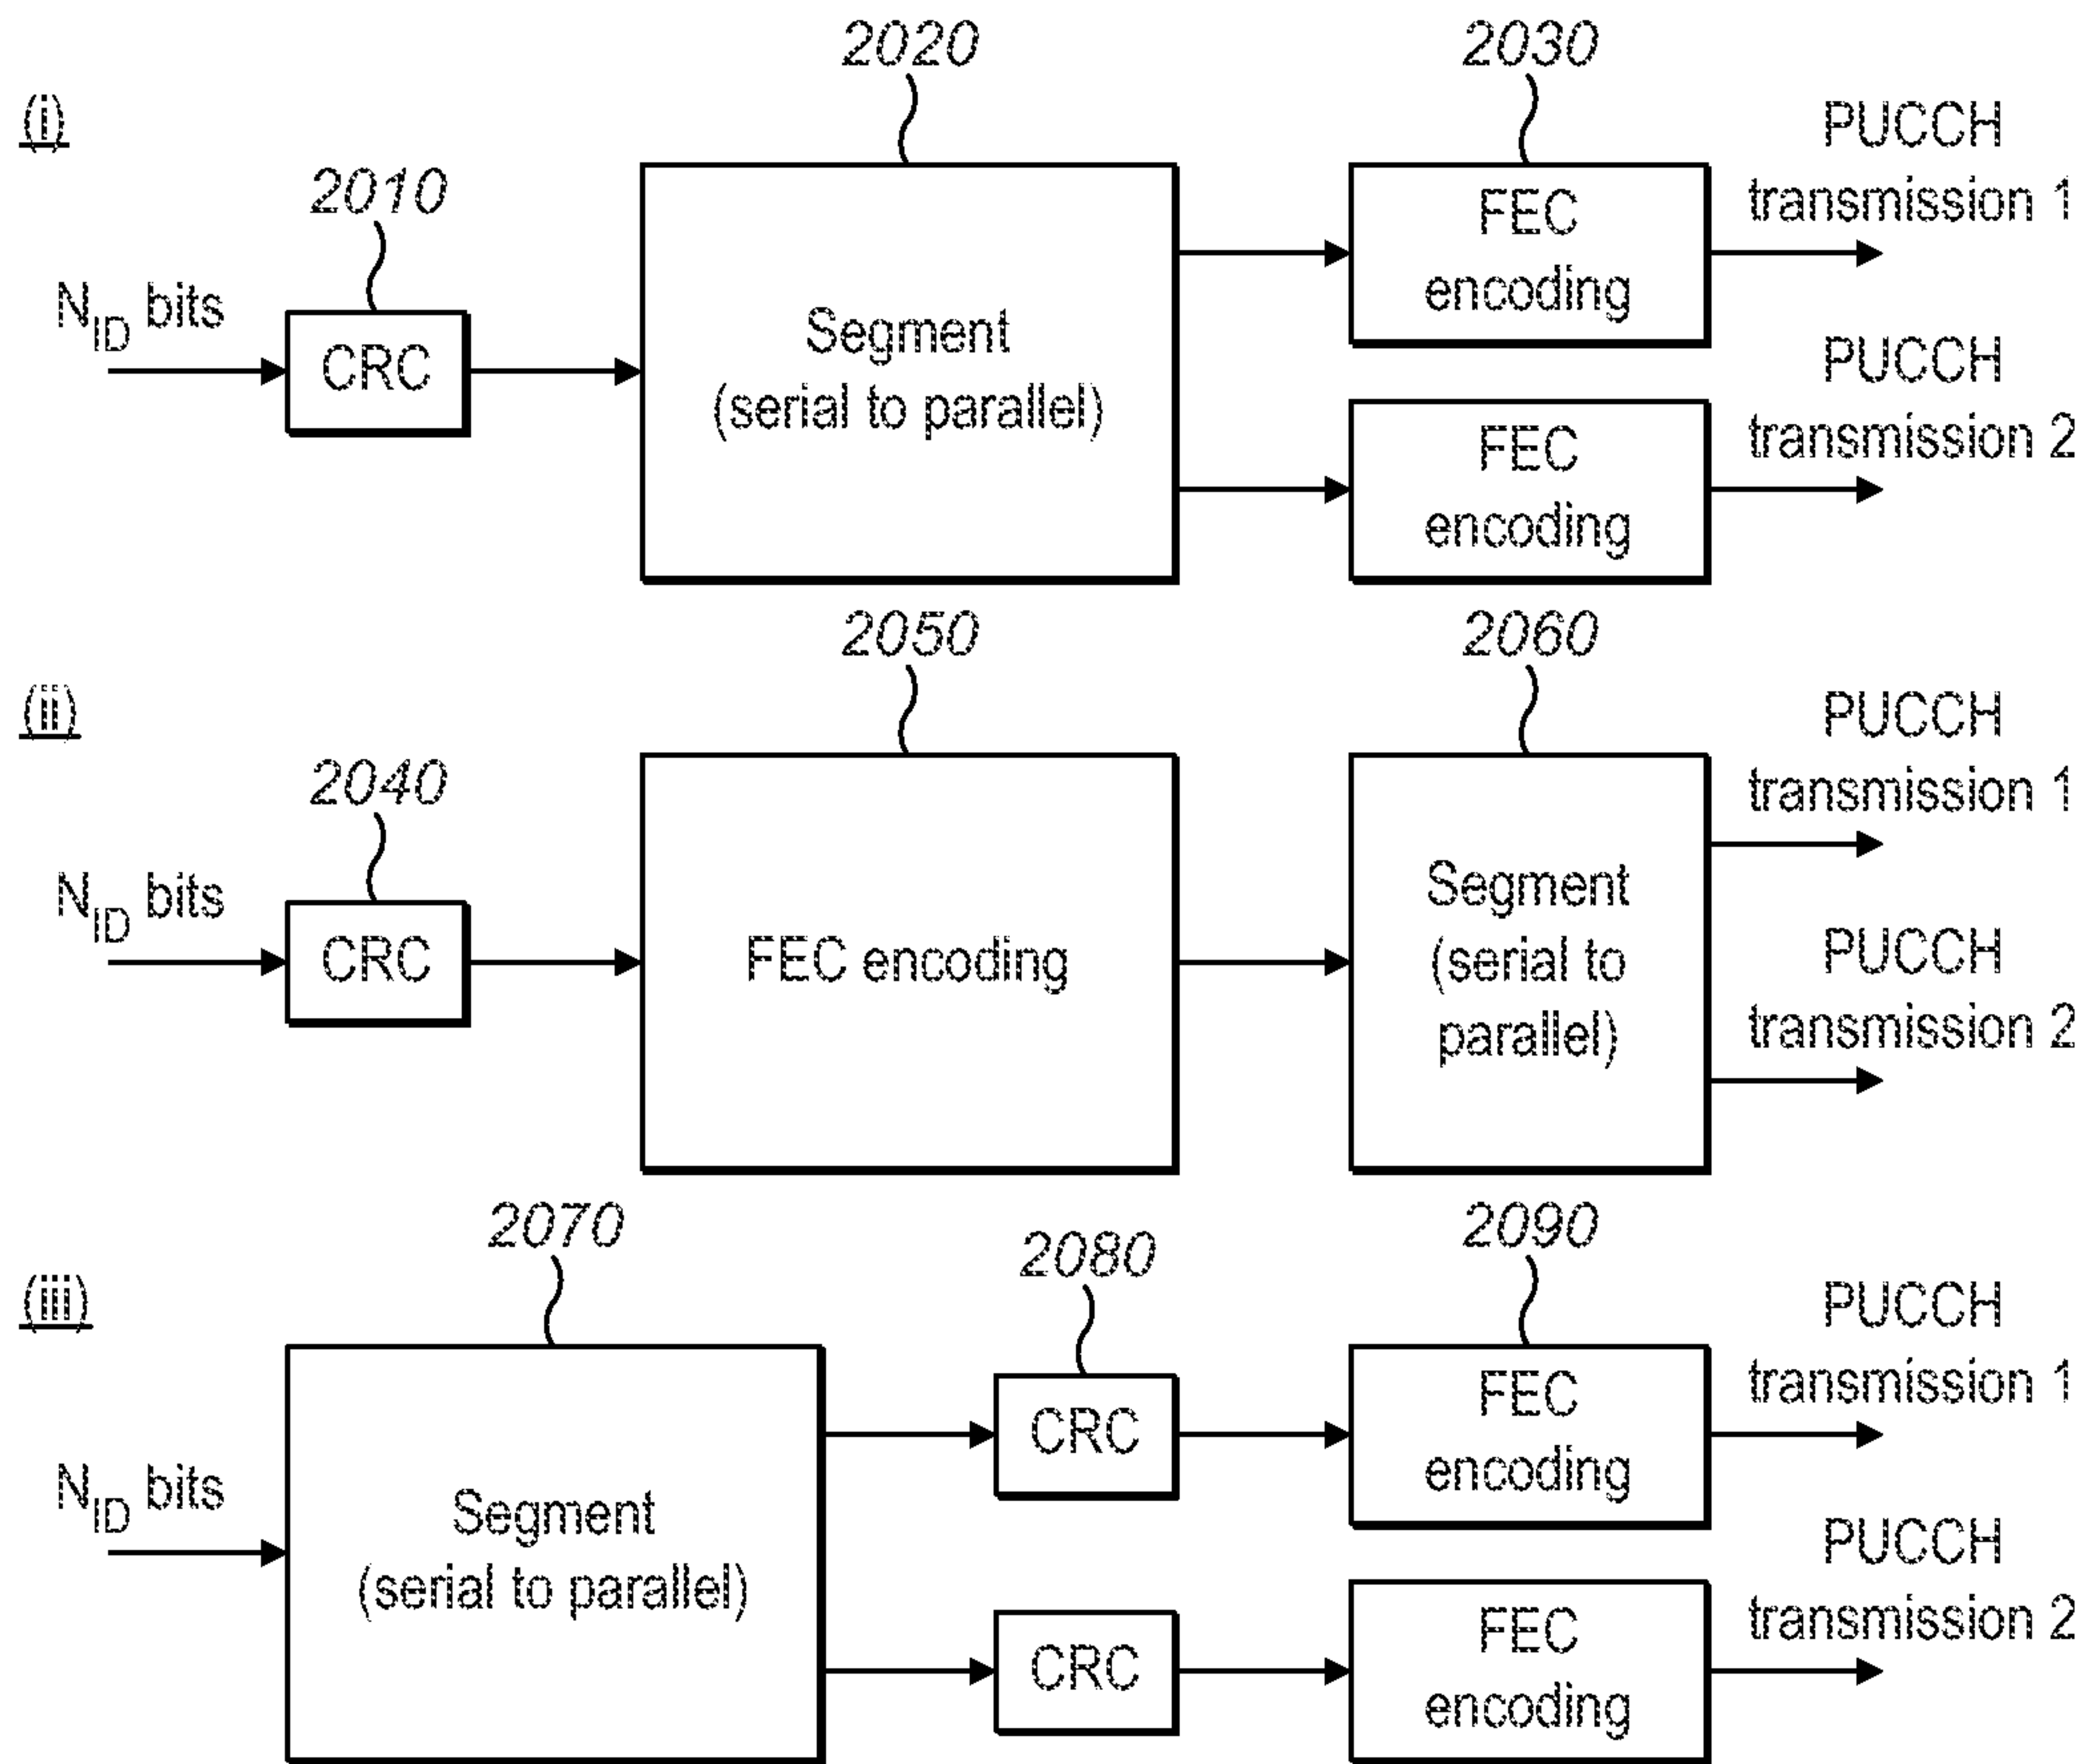 (i)
2010
2020
2030
N_ID bits
CRC
Segment
(serial to parallel)
FEC
encoding
PUCCH
transmission 1
FEC
encoding
PUCCH
transmission 2
(ii)
2040
2050
2060
N_ID bits
CRC
FEC encoding
Segment
(serial to
parallel)
PUCCH
transmission 1
PUCCH
transmission 2
(iii)
2070
2080
2090
N_ID bits
Segment
(serial to parallel)
CRC
FEC
encoding
PUCCH
transmission 1
CRC
FEC
encoding
PUCCH
transmission 2